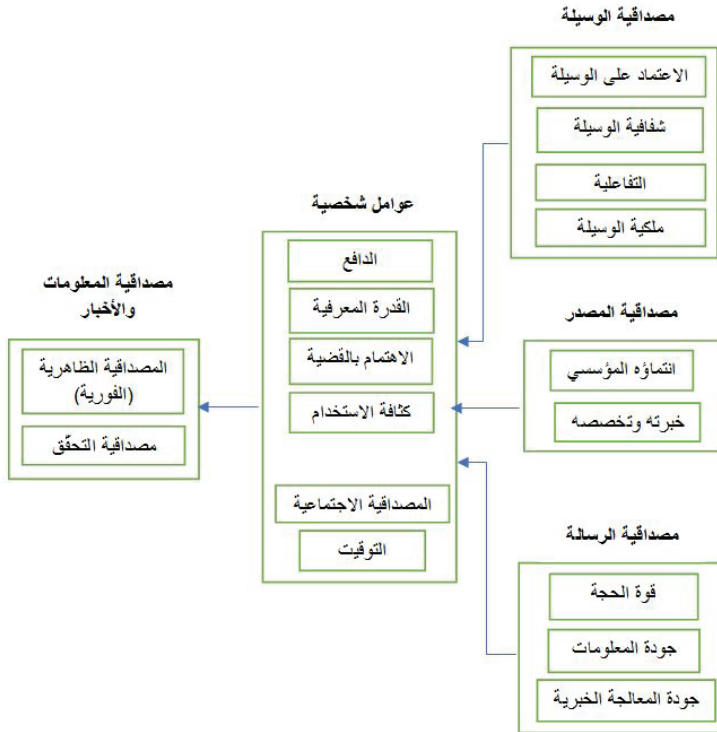 مصداقية الوسيلة
الاعتماد على الوسيلة
شفافية الوسيلة
التفاعلية
ملكية الوسيلة
مصداقية المصدر
انتماؤه المؤسسي
خبرته وتخصصه
مصداقية الرسالة
قوة الحجة
جودة المعلومات
جودة المعالجة الخبرية
عوامل شخصية
الدافع
القدرة المعرفية
الاهتمام بالقضية
كثافة الاستخدام
المصداقية الاجتماعية
التوقيت
مصداقية المعلومات
والأخبار
المصداقية الظاهرية
(الفورية)
مصداقية التحقّق